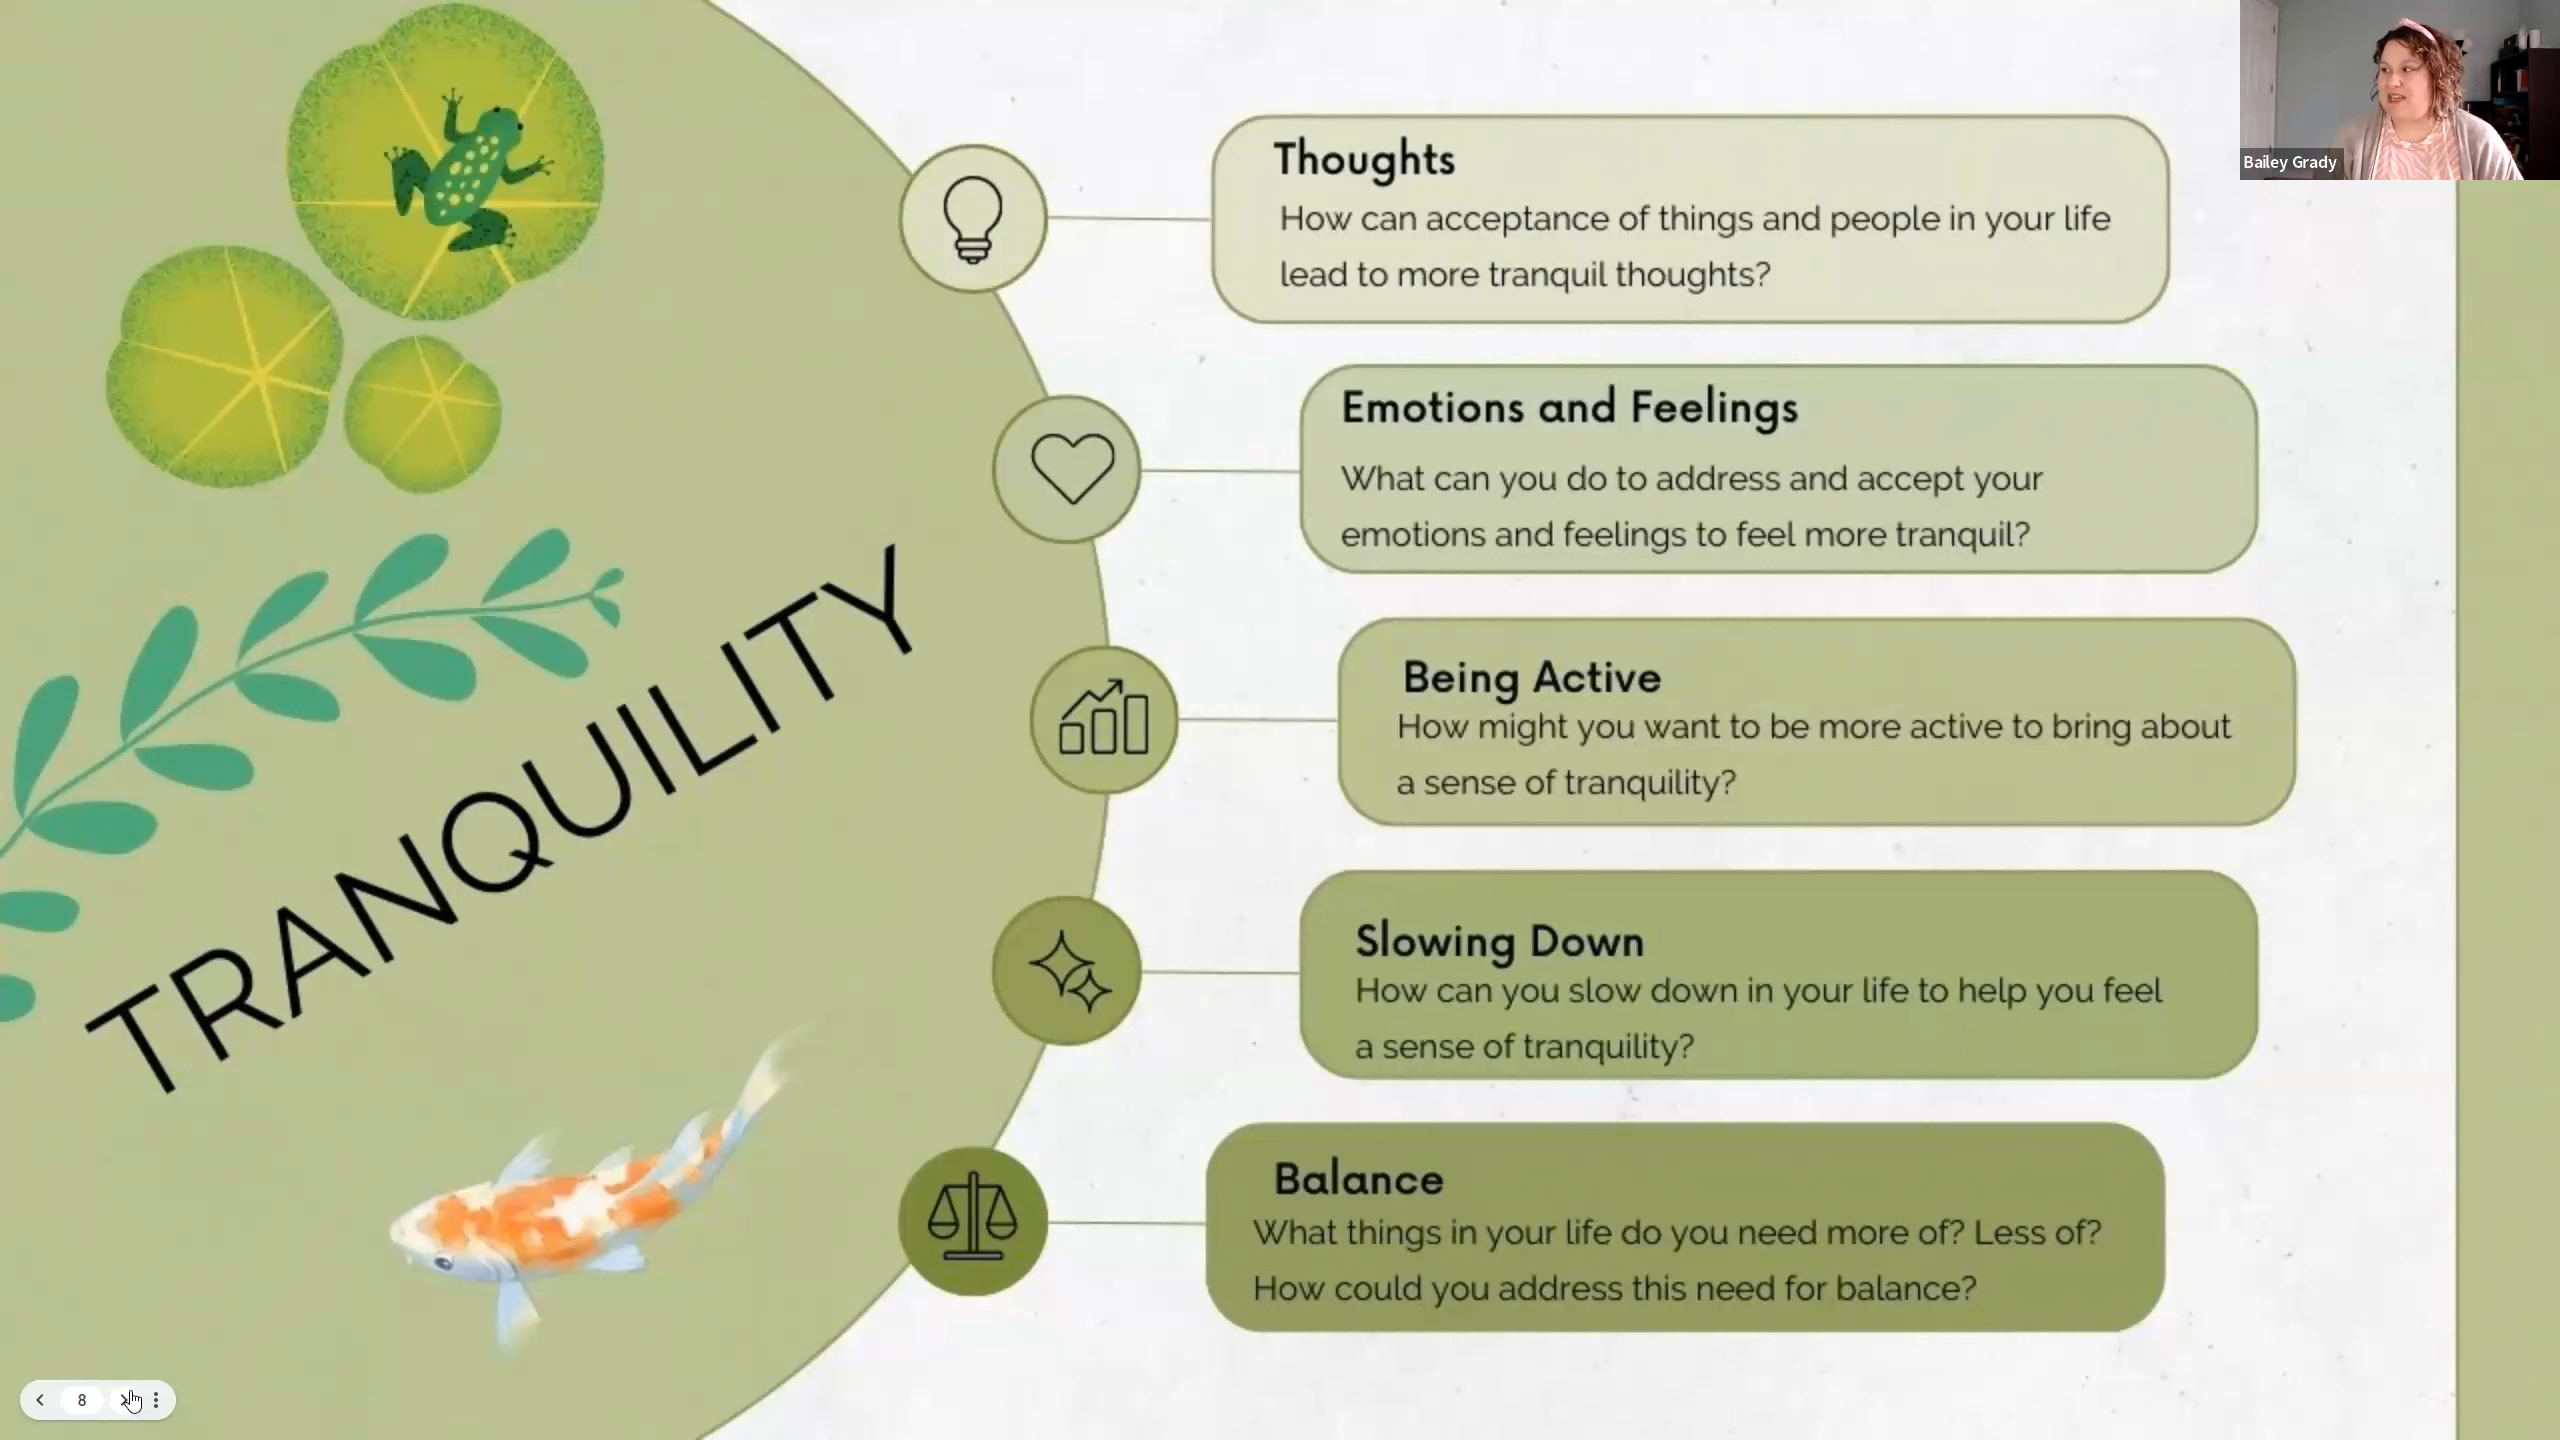 TRANQUILITY
Thoughts
How can acceptance of things and people in your life
lead to more tranquil thoughts?
Emotions and Feelings
What can you do to address and accept your
emotions and feelings to feel more tranquil?
Being Active
How might you want to be more active to bring about
a sense of tranquility?
Slowing Down
How can you slow down in your life to help you feel
a sense of tranquility?
Balance
What things in your life do you need more of? Less of?
How could you address this need for balance?
Bailey Grady
8